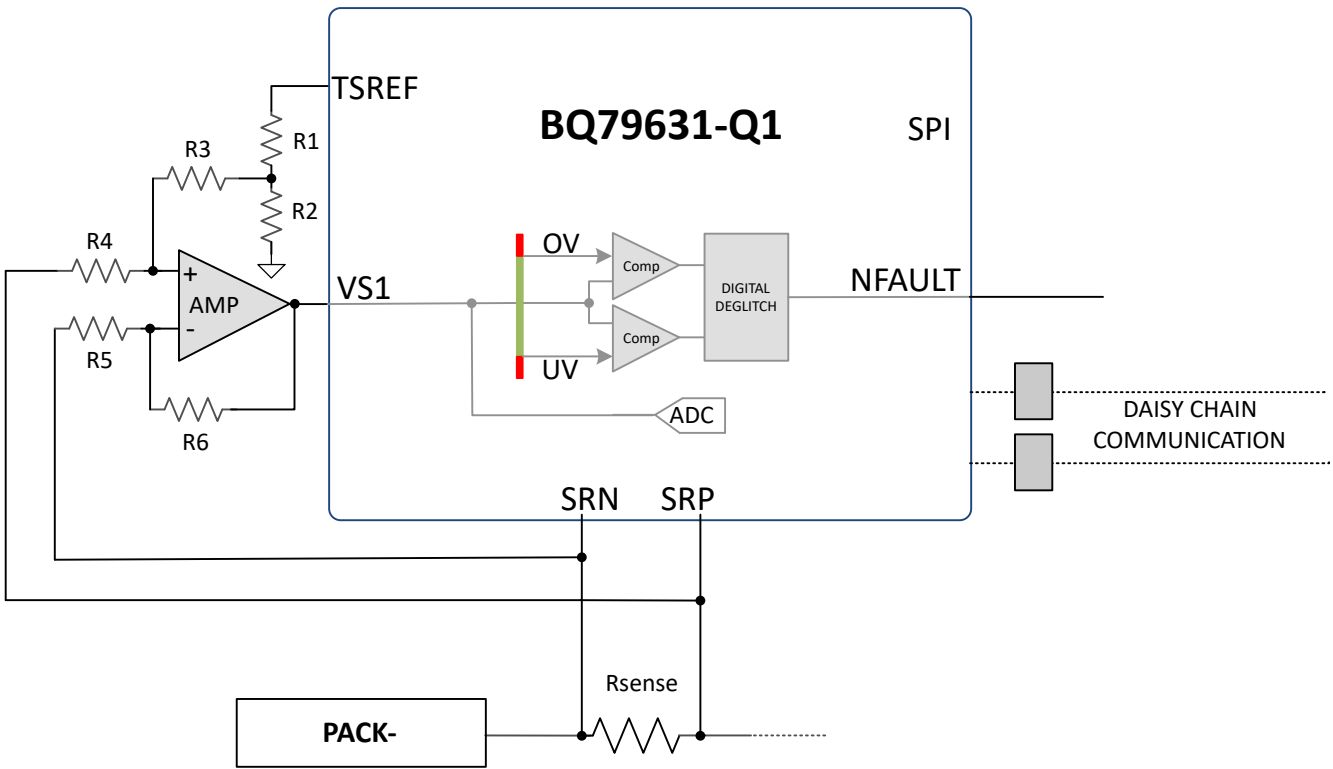 TSREF
BQ79631-Q1
SPI
R1
R3
R2
R4
+
AMP
-
R5
R6
VS1
OV
Comp
Comp
UV
DIGITAL
DEGLITCH
NFAULT
ADC
DAISY CHAIN
COMMUNICATION
SRN
SRP
Rsense
PACK-